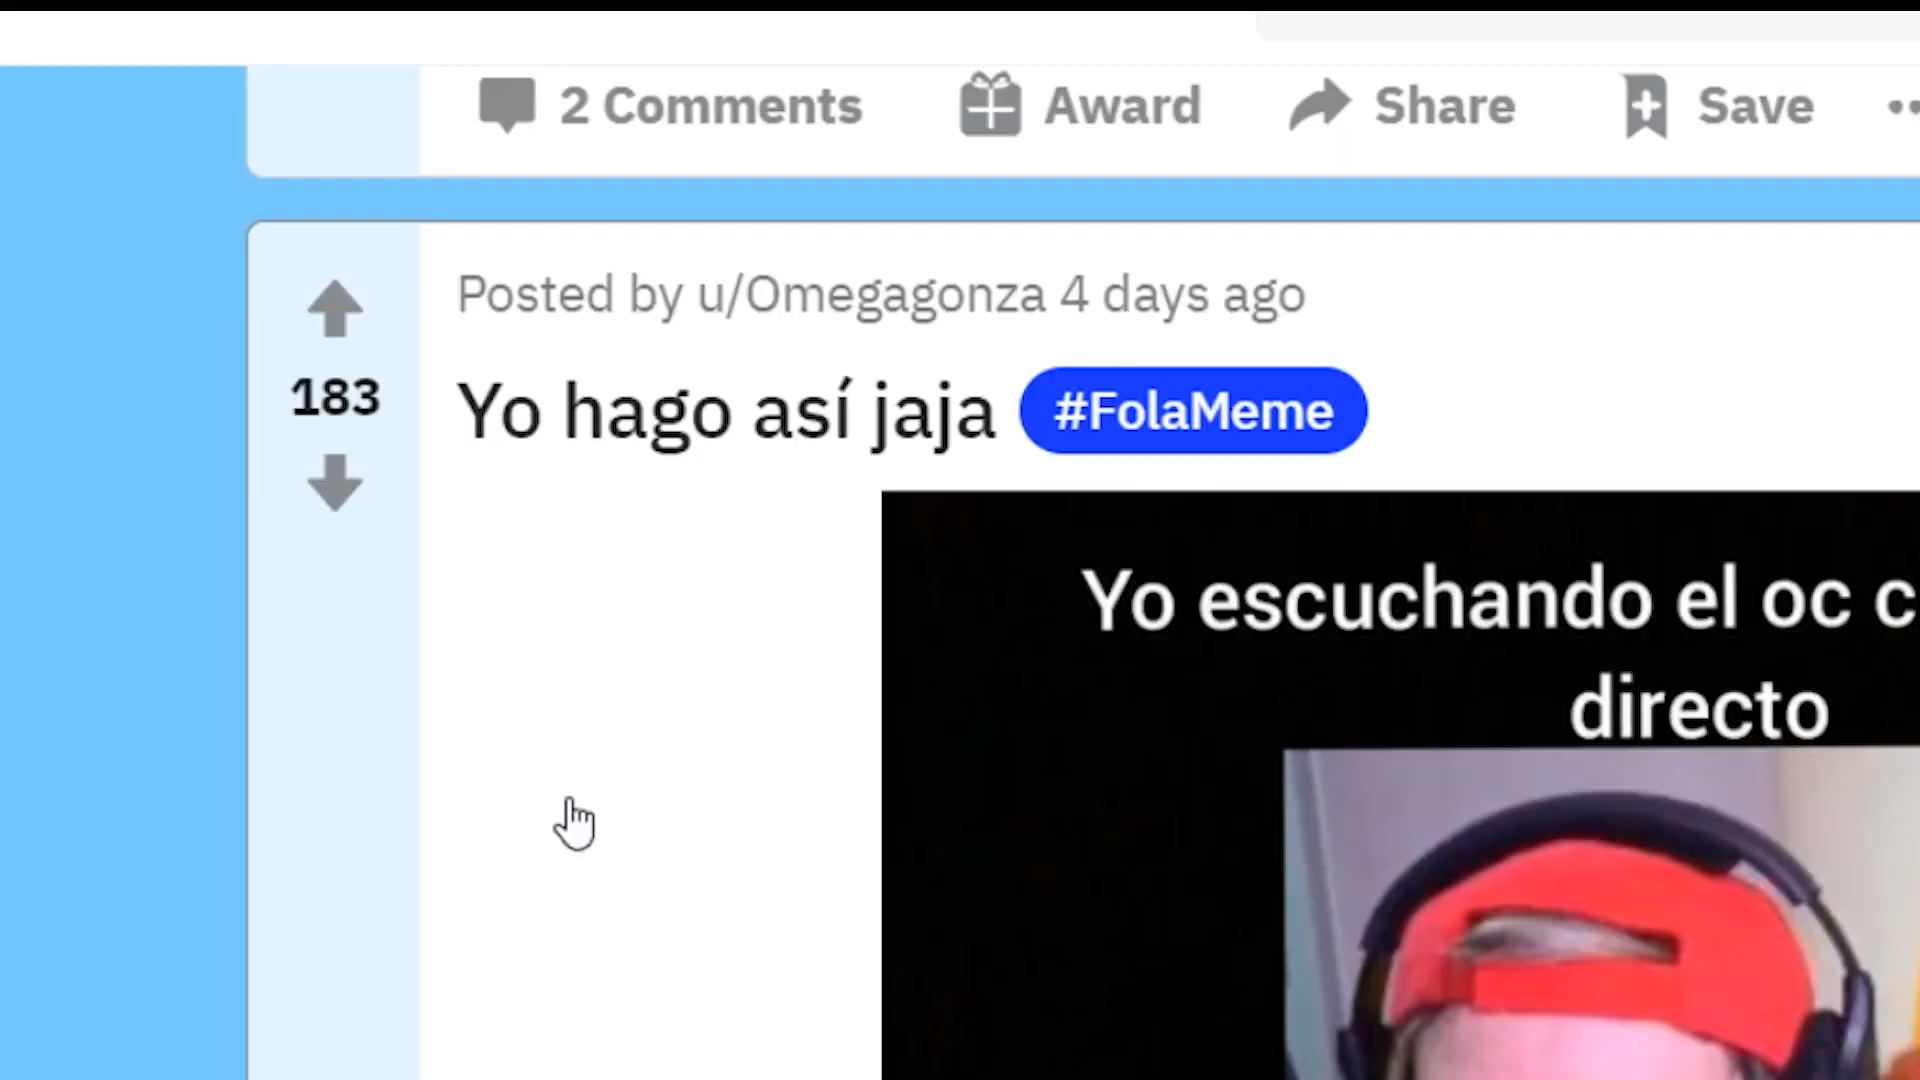 2 Comments Award Share Save
Posted by u/Omegagonza 4 days ago
183
Yo hago así jaja #FolaMeme
Yo escuchando el oc c
directo